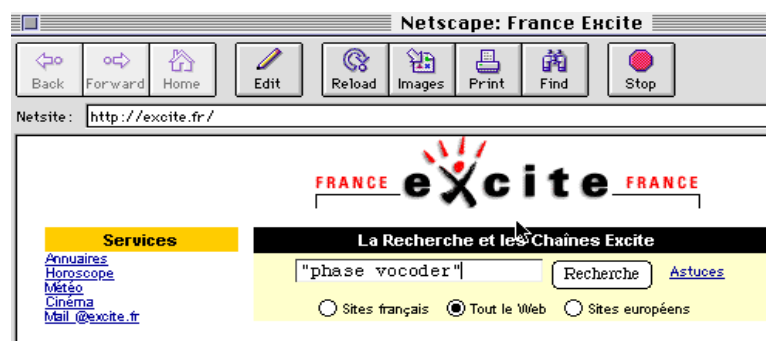 Netscape: France Excite
Back Forward Home Edit Reload Images Print Find Stop
Netsite: http://excite.fr/
FRANCE excite FRANCE
Services
Annuaires
Horoscope
Météo
Cinéma
Mail @excite.fr
La Recherche et les Chaînes Excite
"phase vocoder" Recherche Astuces
Sites français Tout le Web Sites européens